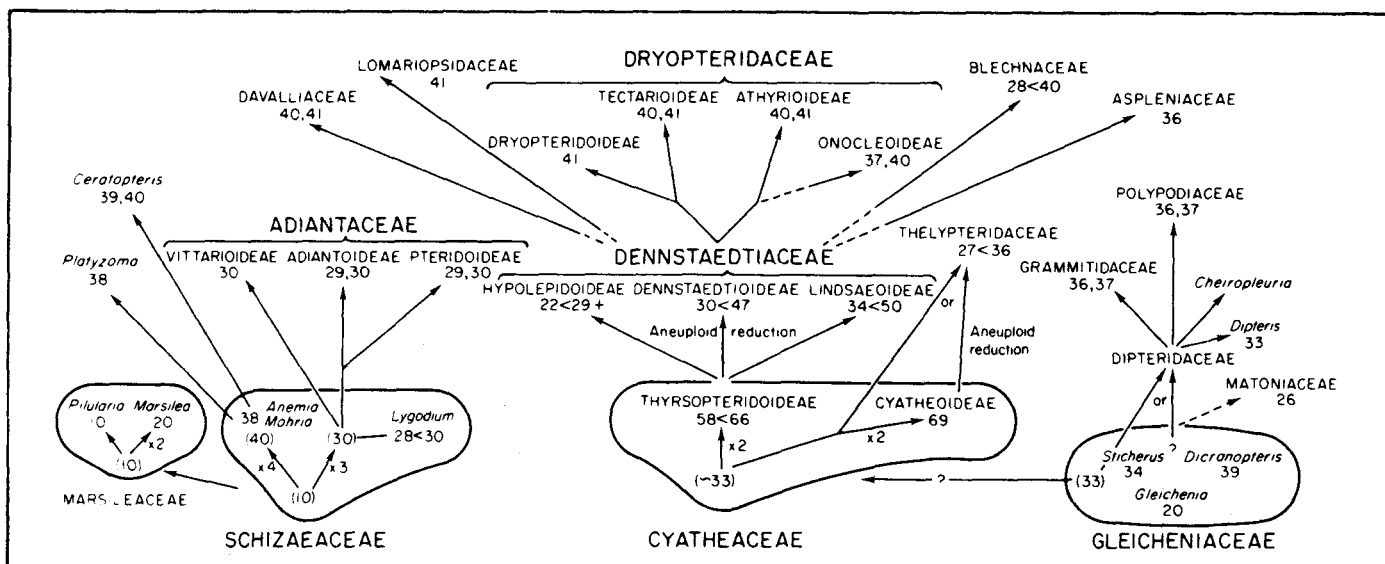 DRYOPTERIDACEAE
LOMARIOPSIDACEAE
41
BLECHNACEAE
28<40
DAVALLIACEAE
40,41
TECTARIOIDEAE
40,41
ATHYRIOIDEAE
40,41
ASPLENIACEAE
36
DRYOPTERIDOIDEAE
41
ONOCLEOIDEAE
37,40
Ceratopteris
39,40
POLYPODIACEAE
36,37
ADIANTACEAE
DENNSTAEDTIACEAE
THELYPTERIDACEAE
27<36
Platyzoma
38
VITTARIOIDEAE
30
ADIANTOIDEAE
29,30
PTERIDOIDEAE
29,30
GRAMMITIDACEAE
36,37
HYPOLEPIDOIDEAE
22<29+
DENNSTAEDTIOIDEAE
30<47
LINDSAEOIDEAE
34<50
Cheiropleuria
or
Aneuploid reduction
Aneuploid
reduction
Dipteris
33
DIPTERIDACEAE
MATONIACEAE
26
or
Pilularia
10
Marsilea
20
x2
(10)
MARSILEACEAE
38
Anemia
Mohria
(40)
(30)
Lygodium
28<30
x4
x3
(10)
SCHIZAEACEAE
THYRSOPTERIDOIDEAE
58<66
CYATHEOIDEAE
69
x2
x2
(~33)
CYATHEACEAE
?
?
Sticherus
34
Dicranopteris
39
(33)
Gleichenia
20
GLEICHENIACEAE